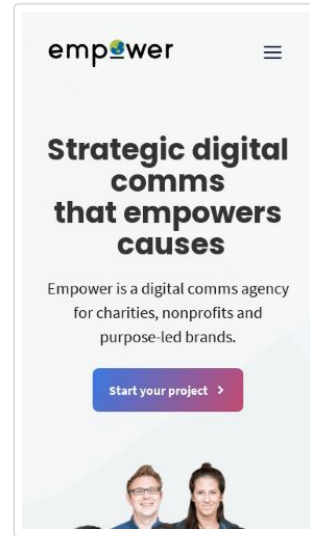 empower
Strategic digital
comms
that empowers
causes
Empower is a digital comms agency
for charities, nonprofits and
purpose-led brands.
Start your project